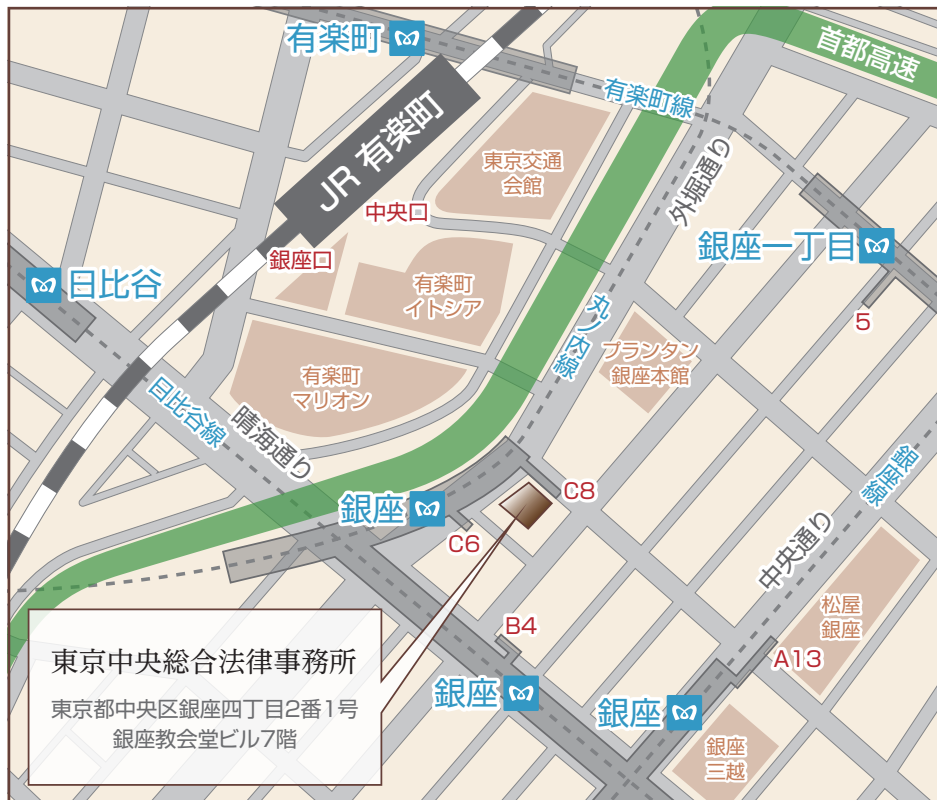 有楽町
首都高速
有楽町線
JR 有楽町
東京交通
会館
外堀通り
中央口
銀座口
銀座一丁目
日比谷
有楽町
イトシア
5
丸ノ内線
プランタン
銀座本館
有楽町
マリオン
日比谷線
晴海通り
銀座線
銀座
C8
C6
中央通り
松屋
銀座
B4
A13
東京中央総合法律事務所
東京都中央区銀座四丁目2番1号
銀座教会堂ビル7階
銀座
銀座
銀座
三越